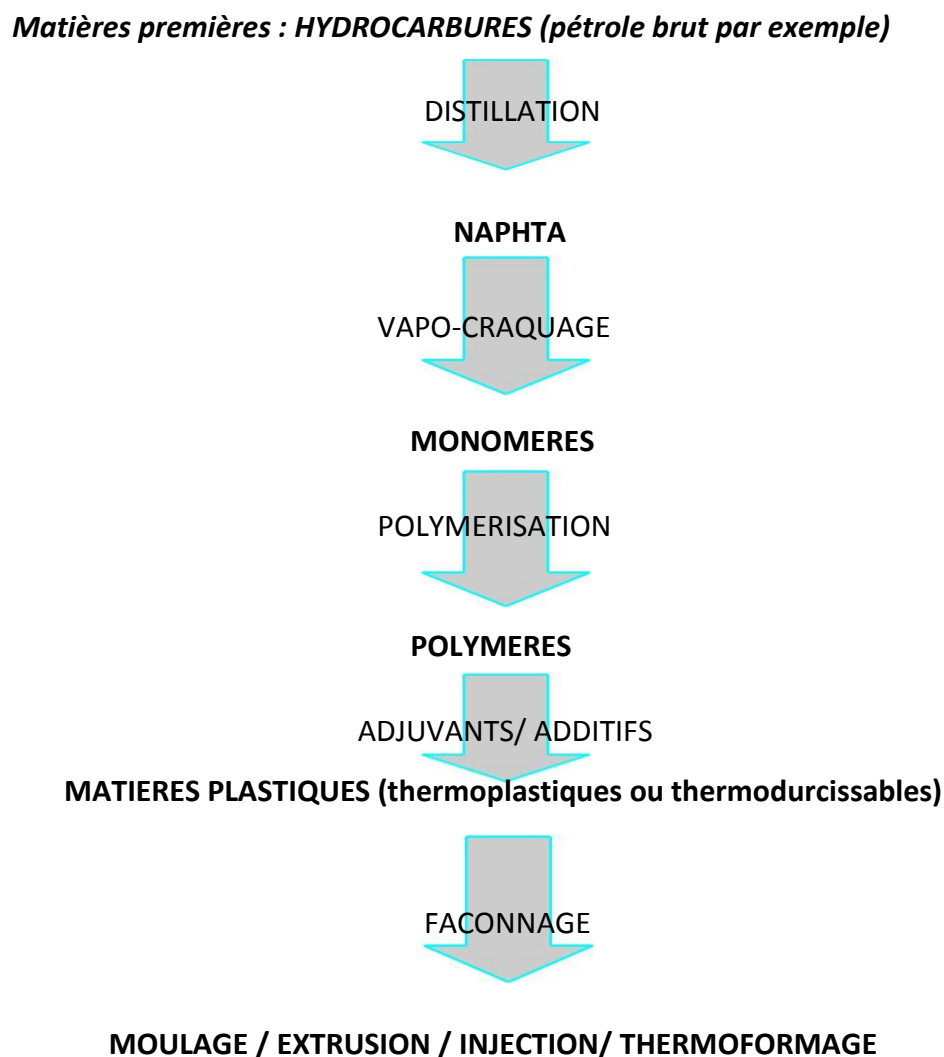 Matières premières : HYDROCARBURES (pétrole brut par exemple)
DISTILLATION
NAPHTA
VAPO-CRAQUAGE
MONOMERES
POLYMERISATION
POLYMERES
ADJUVANTS/ ADDITIFS
MATIERES PLASTIQUES (thermoplastiques ou thermodurcissables)
FACONNAGE
MOULAGE / EXTRUSION / INJECTION/ THERMOFORMAGE